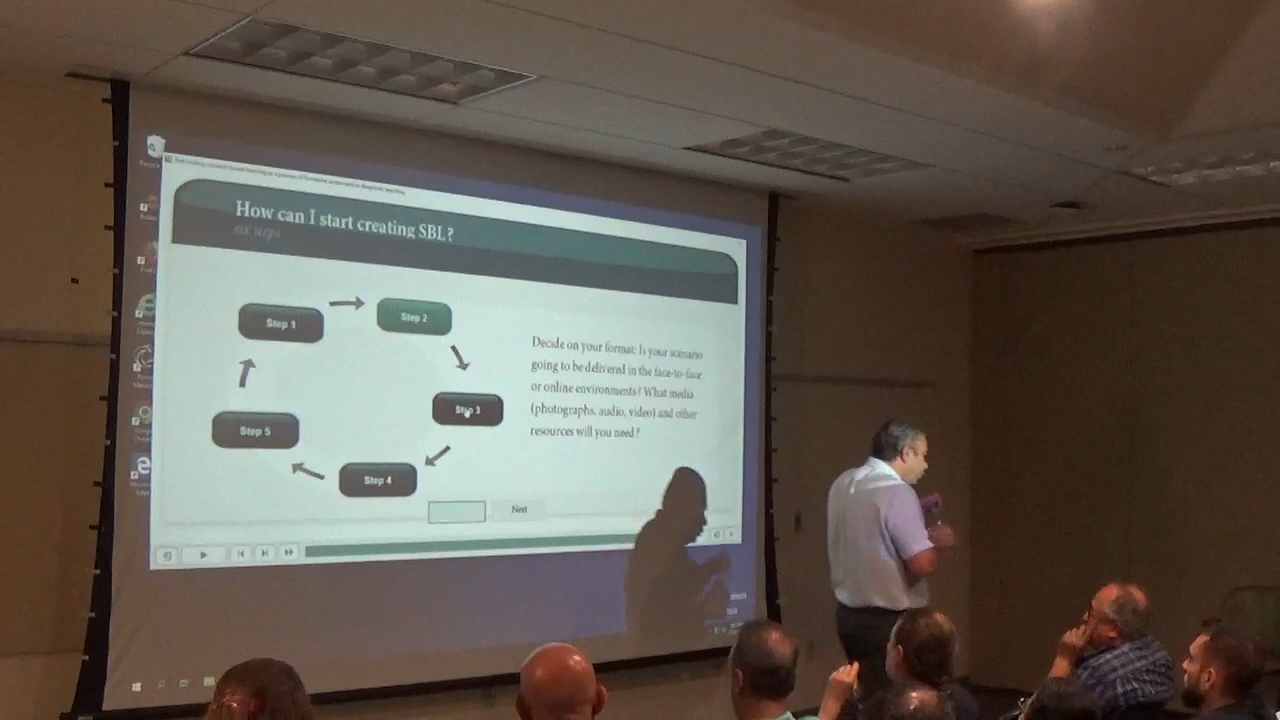 How can I start creating SBL?
six steps
Step 1
Step 2
Step 3
Step 4
Step 5
Decide on your format: Is your scenario
going to be delivered in the face-to-face
or online environments? What media
(photographs, audio, video) and other
resources will you need?
Next